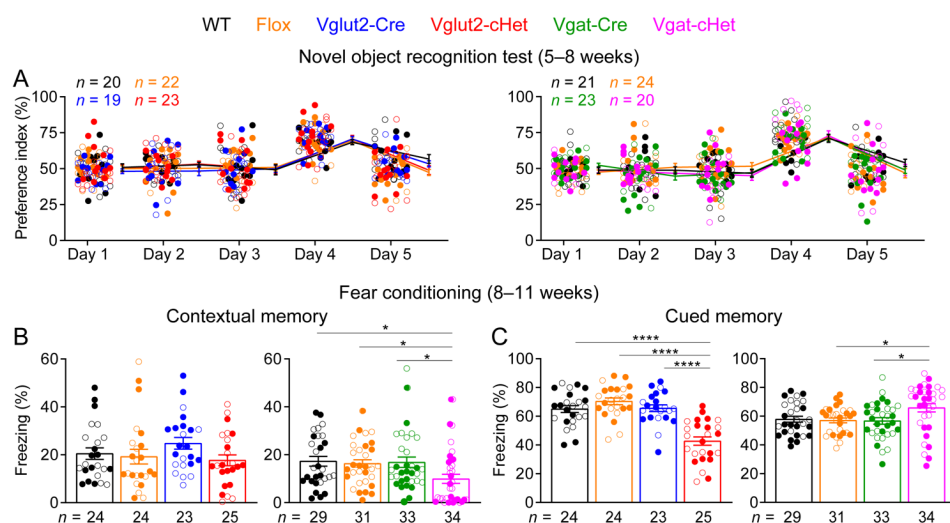 WT Flox Vglut2-Cre Vglut2-cHet Vgat-Cre Vgat-cHet
Novel object recognition test (5–8 weeks)
A
n = 20 n = 22
n = 19 n = 23
n = 21 n = 24
n = 23 n = 20
Preference index (%)
100
75
50
25
0
Day 1 Day 2 Day 3 Day 4 Day 5
100
75
50
25
0
Day 1 Day 2 Day 3 Day 4 Day 5
Fear conditioning (8–11 weeks)
B
Contextual memory
Freezing (%)
60
40
20
0
n = 24 24 23 25
*
*
*
60
40
20
0
29 31 33 34
C
Cued memory
Freezing (%)
****
****
****
100
80
60
40
20
0
n = 24 24 23 25
*
*
100
80
60
40
20
0
n = 29 31 33 34